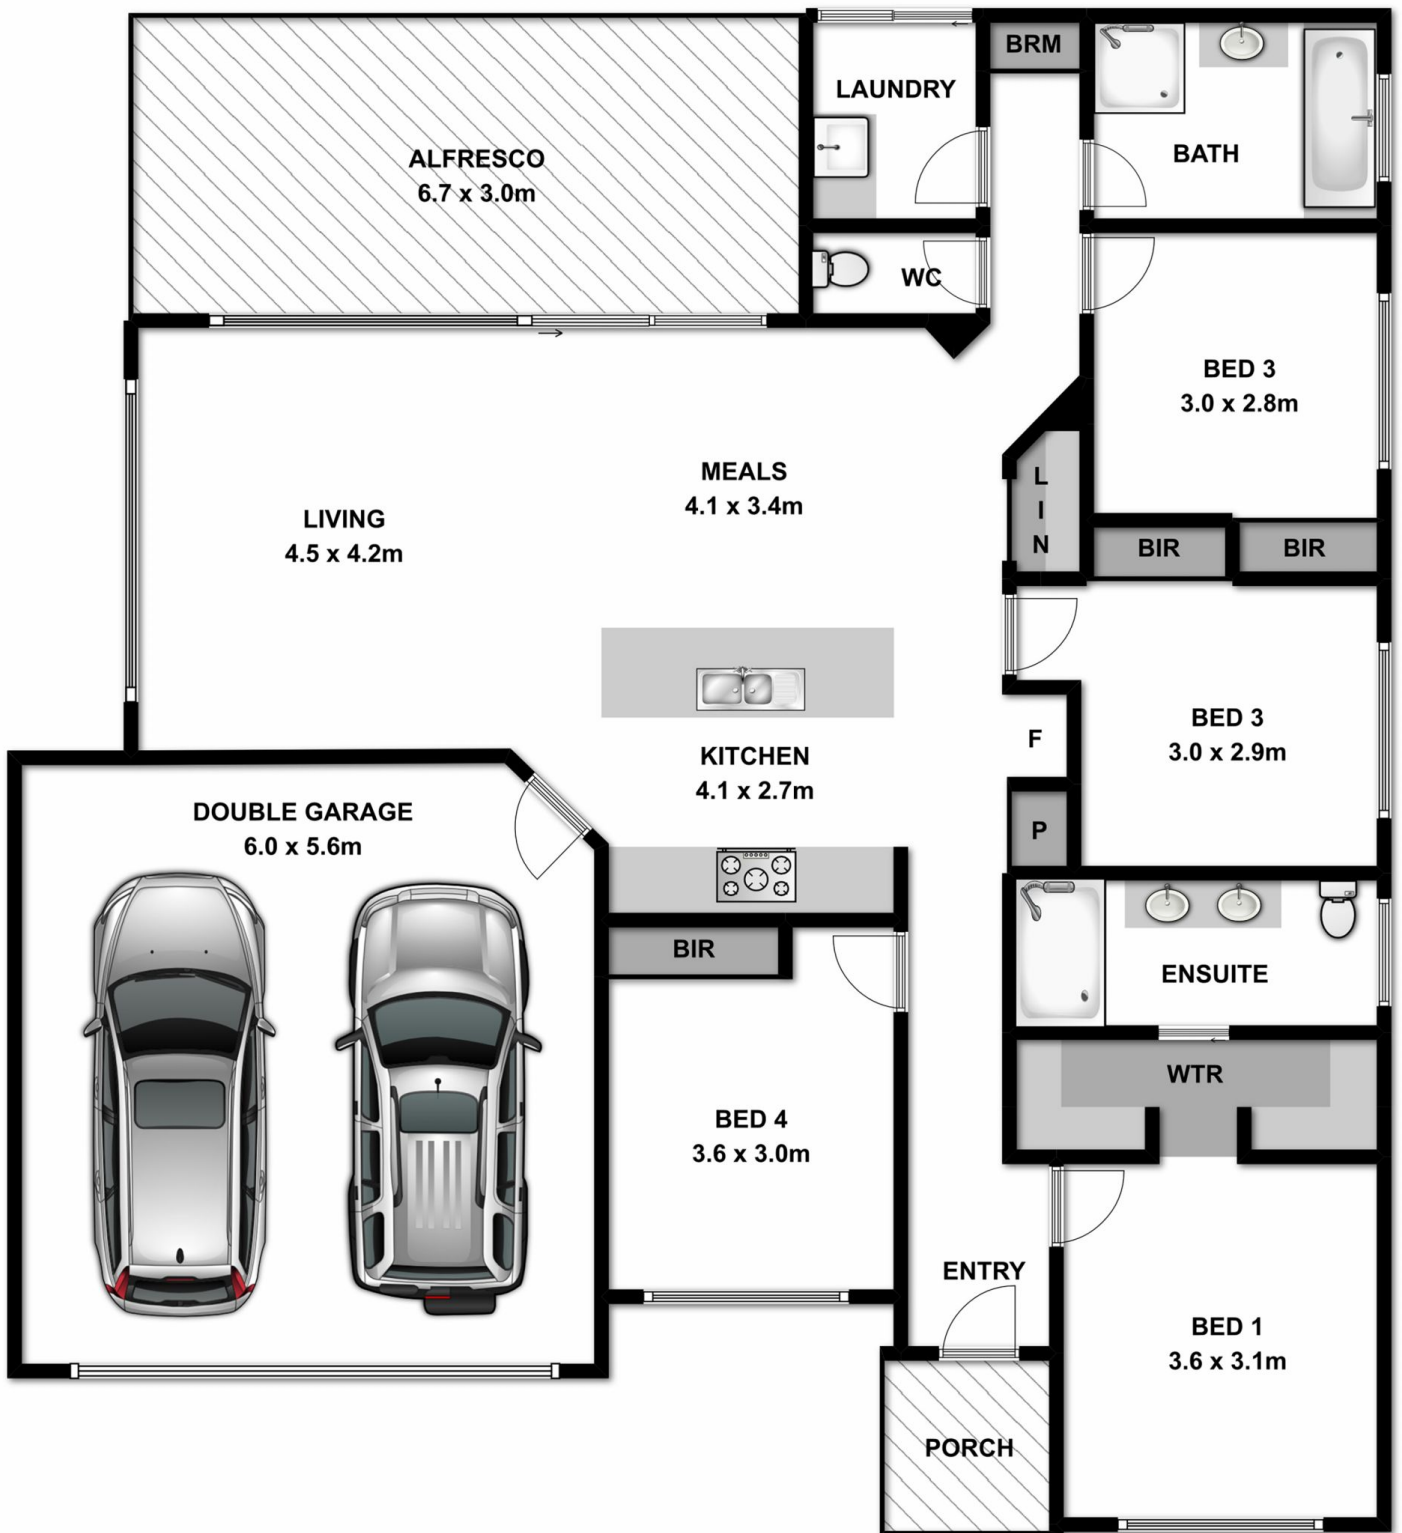 BRM
LAUNDRY
BATH
ALFRESCO
6.7 x 3.0m
WC
BED 3
3.0 x 2.8m
MEALS
4.1 x 3.4m
LIVING
4.5 x 4.2m
L
I
N
BIR
BIR
BED 3
3.0 x 2.9m
F
KITCHEN
4.1 x 2.7m
P
DOUBLE GARAGE
6.0 x 5.6m
BIR
ENSUITE
WTR
BED 4
3.6 x 3.0m
ENTRY
BED 1
3.6 x 3.1m
PORCH